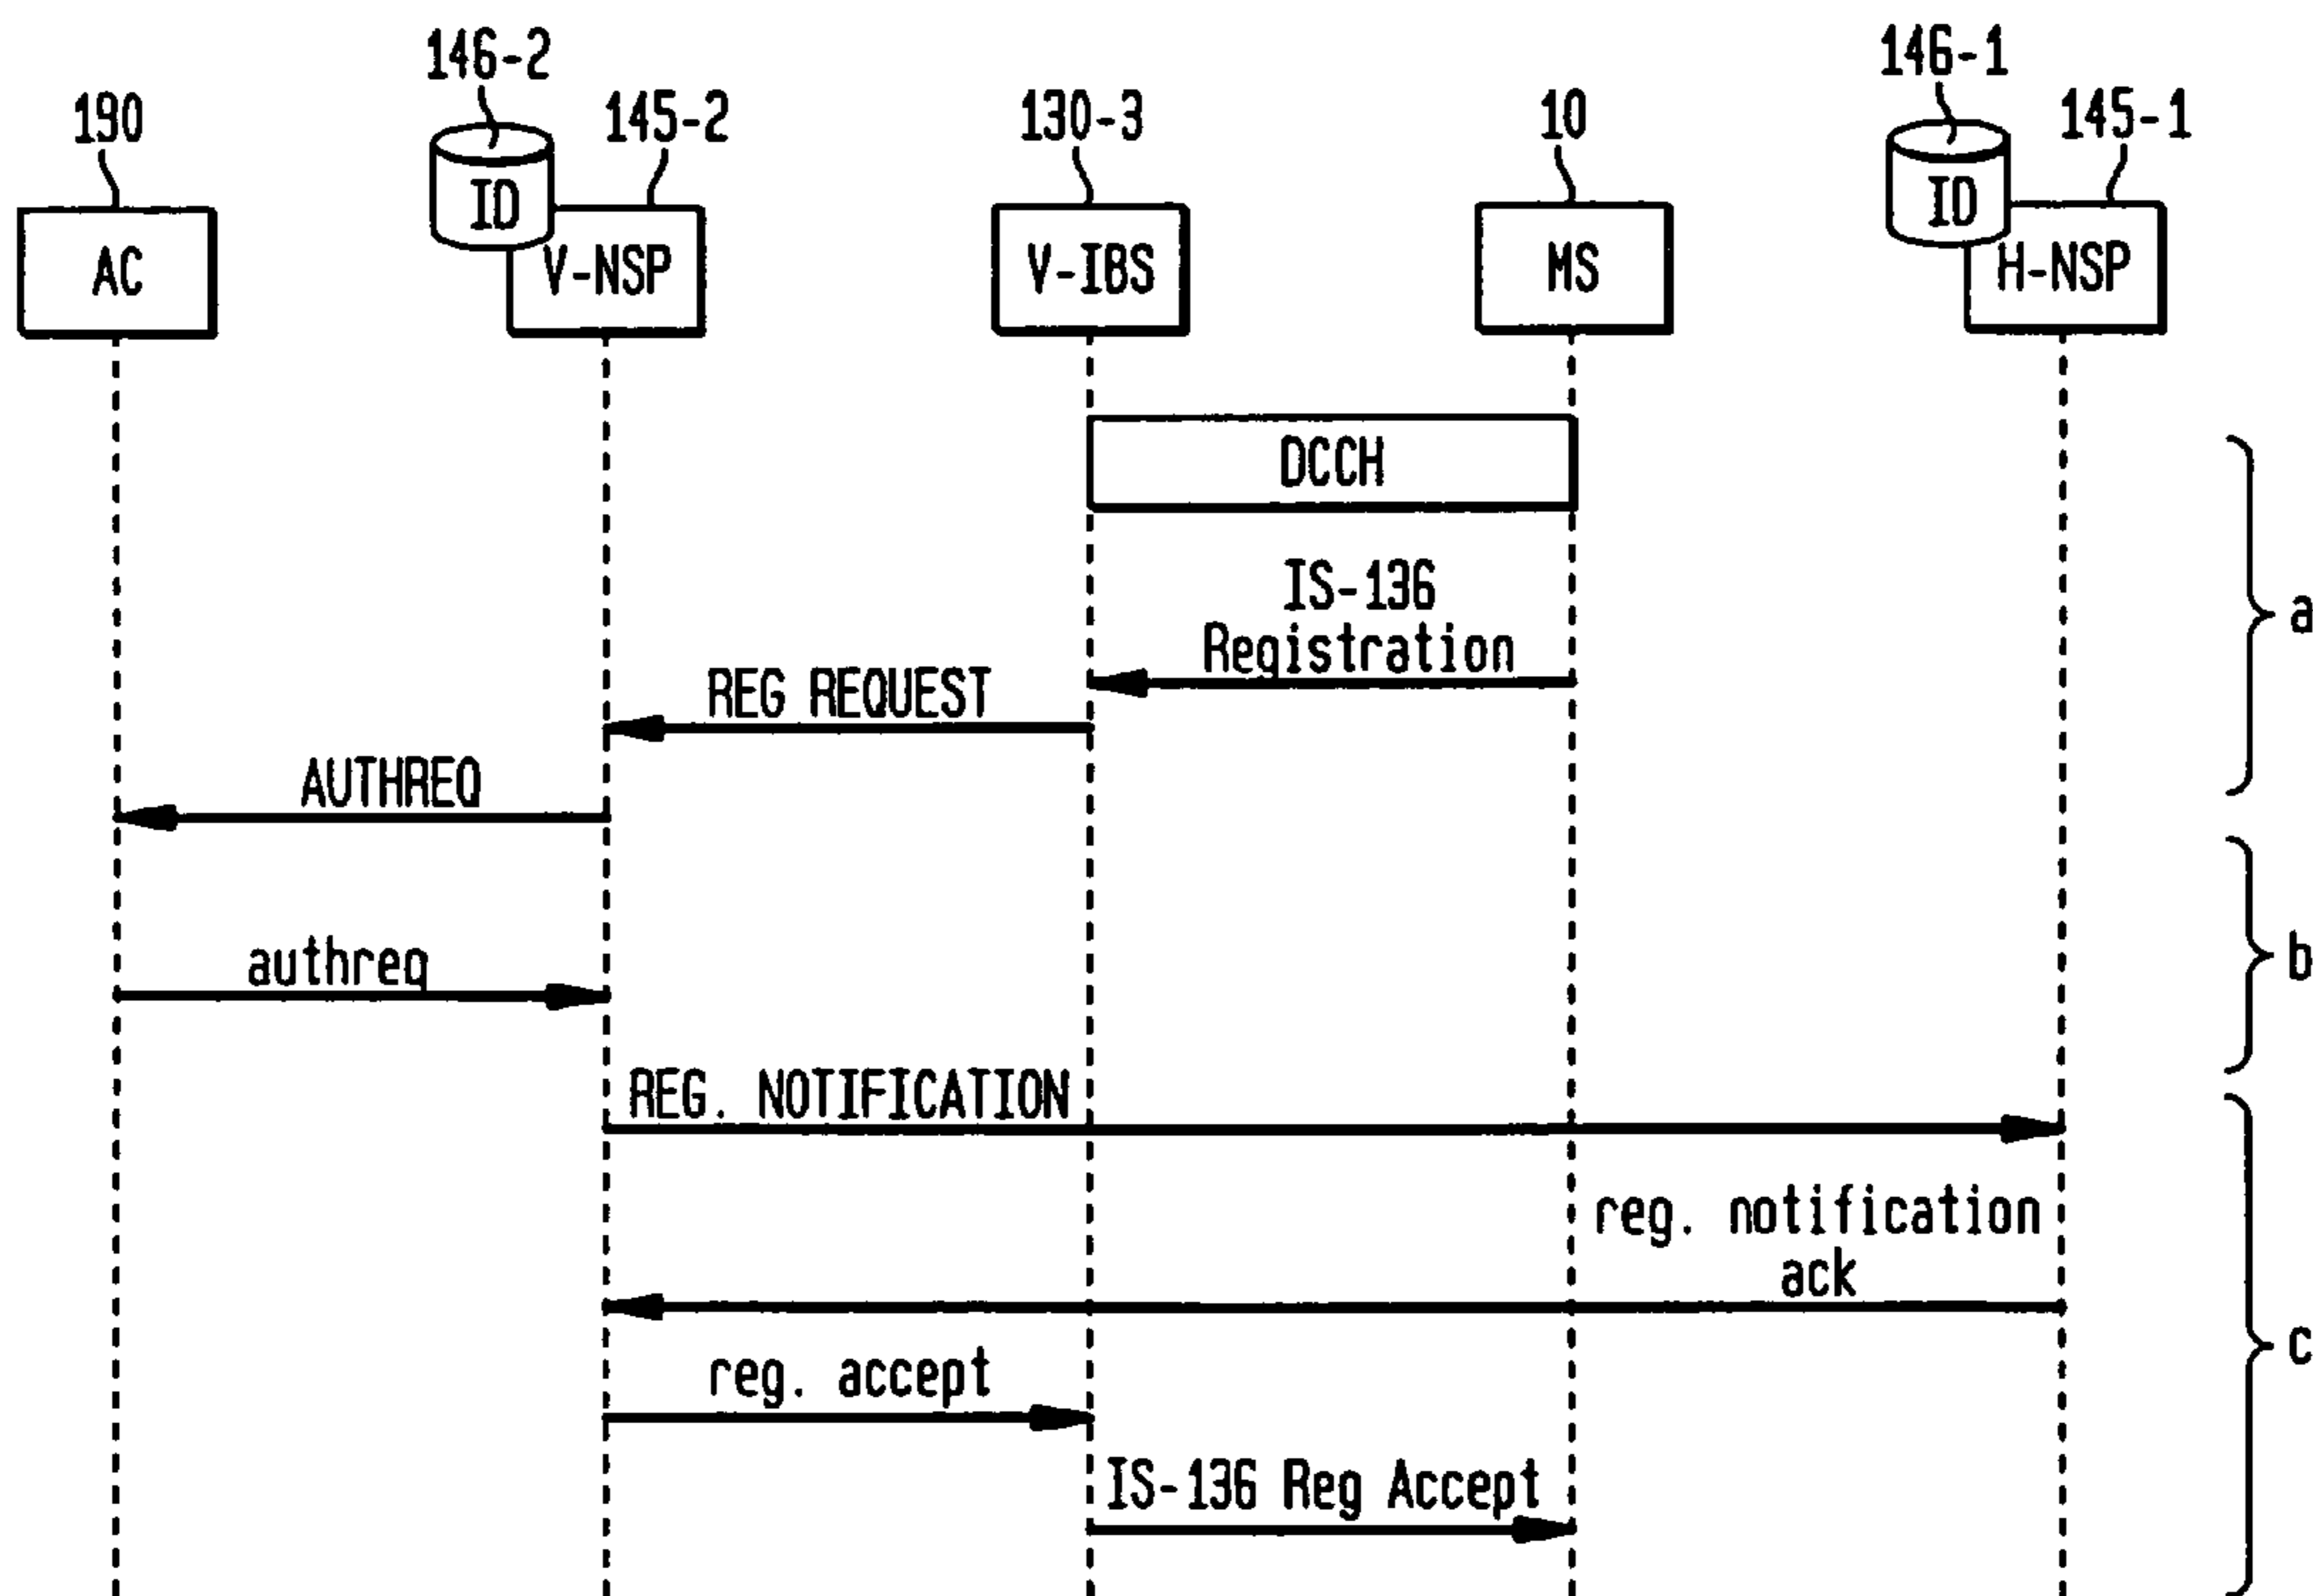 146-2
146-1
190
145-2
130-3
10
145-1
ID
ID
AC
V-NSP
V-IBS
MS
H-NSP
DCCH
IS-136
Registration
a
REG REQUEST
AUTHREQ
authreq
b
REG. NOTIFICATION
reg. notification
ack
c
reg. accept
IS-136 Reg Accept